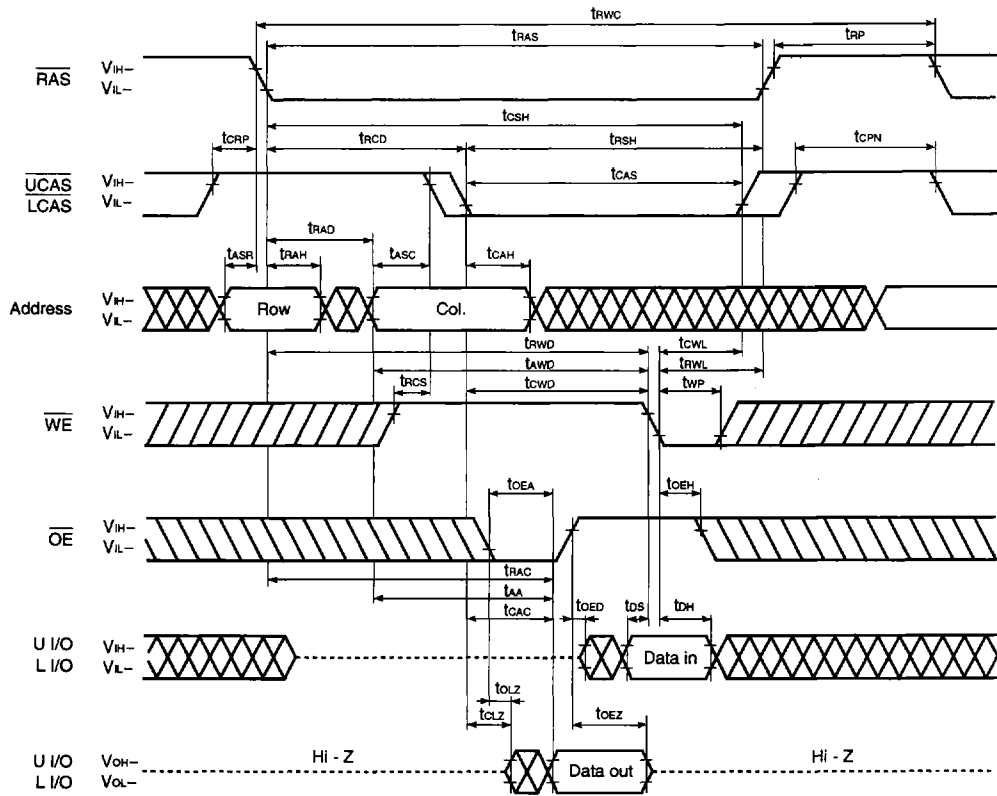 tRWC
tRAS tRP
RAS VIH–
VIL–
tCSH
tCRP tRCD tRSH tCPN
UCAS VIH–
LCAS VIL–
tCAS
tRAD
tASR tRAH tASC tCAH
Address VIH–
VIL–
Row Col.
tRWD tCWL
tAWD tRWL
tRCS tCWD tWP
WE VIH–
VIL–
tOEA tOEH
OE VIH–
VIL–
tRAC
tAA
tCAC tOED tDS tDH
U I/O VIH–
L I/O VIL–
Data in
tOLZ
tCLZ tOEZ
U I/O VOH– Hi - Z Hi - Z
L I/O VOL– Data out